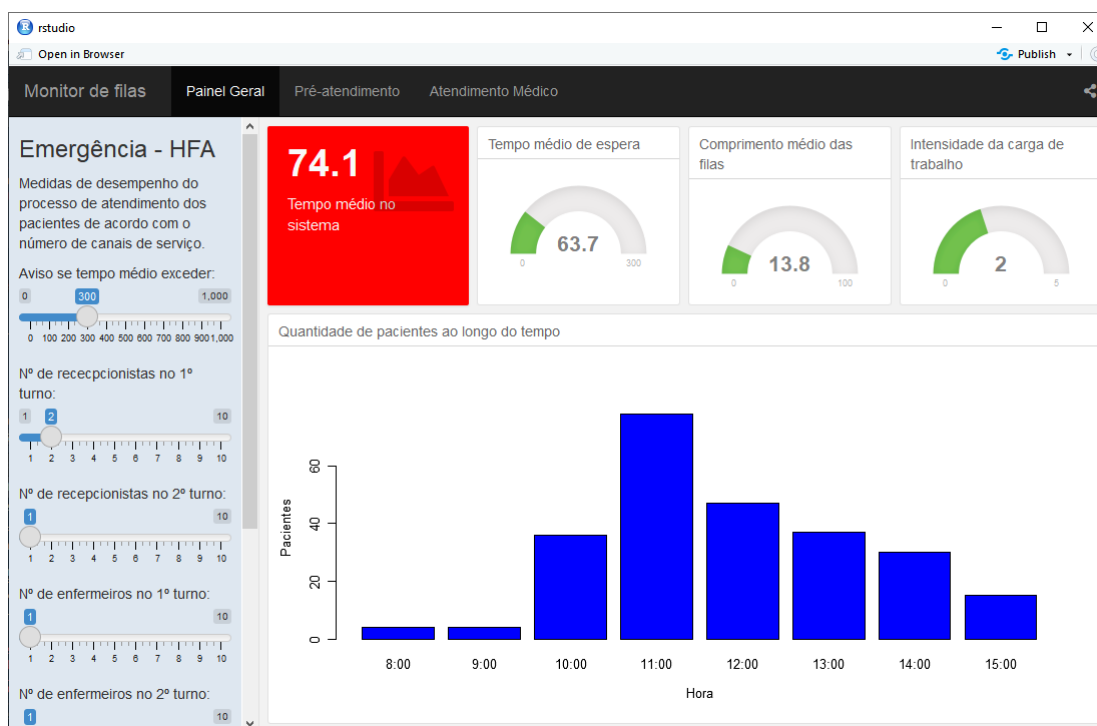 rstudio
Open in Browser
Publish
Monitor de filas
Painel Geral
Pré-atendimento
Atendimento Médico
Emergência - HFA
Medidas de desempenho do
processo de atendimento dos
pacientes de acordo com o
número de canais de serviço.
Aviso se tempo médio exceder:
0 300 1,000
0 100 200 300 400 500 600 700 800 900 1,000
Nº de rececpcionistas no 1º
turno:
1 2 10
1 2 3 4 5 6 7 8 9 10
Nº de recepcionistas no 2º turno:
1 10
1 2 3 4 5 6 7 8 9 10
Nº de enfermeiros no 1º turno:
1 10
1 2 3 4 5 6 7 8 9 10
Nº de enfermeiros no 2º turno:
1 10
74.1
Tempo médio no
sistema
Tempo médio de espera
63.7
0 300
Comprimento médio das
filas
13.8
0 100
Intensidade da carga de
trabalho
2
0 5
Quantidade de pacientes ao longo do tempo
Pacientes
60
40
20
0
8:00 9:00 10:00 11:00 12:00 13:00 14:00 15:00
Hora